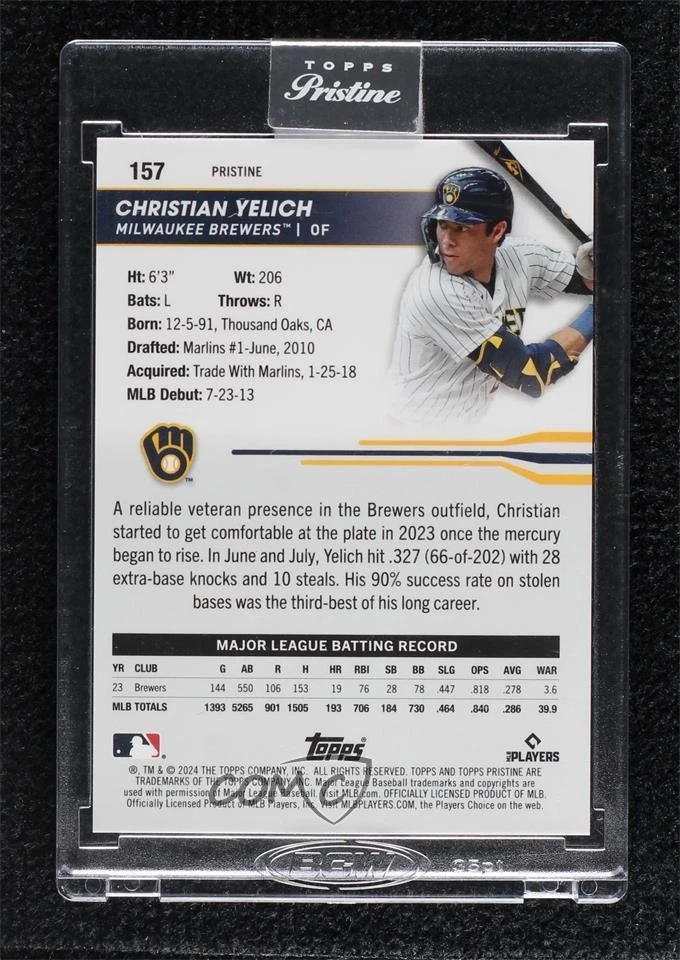 TOPPS
Pristine
157 PRISTINE
CHRISTIAN YELICH
MILWAUKEE BREWERS™ | OF
Ht: 6'3" Wt: 206
Bats: L Throws: R
Born: 12-5-91, Thousand Oaks, CA
Drafted: Marlins #1-June, 2010
Acquired: Trade With Marlins, 1-25-18
MLB Debut: 7-23-13
TM
A reliable veteran presence in the Brewers outfield, Christian
started to get comfortable at the plate in 2023 once the mercury
began to rise. In June and July, Yelich hit .327 (66-of-202) with 28
extra-base knocks and 10 steals. His 90% success rate on stolen
bases was the third-best of his long career.
MAJOR LEAGUE BATTING RECORD
YR CLUB G AB R H HR RBI SB BB SLG OPS AVG WAR
23 Brewers 144 550 106 153 19 76 28 78 .447 .818 .278 3.6
MLB TOTALS 1393 5265 901 1505 193 706 184 730 .464 .840 .286 39.9
Topps
MLB PLAYERS
®, TM & © 2024 THE TOPPS COMPANY, INC. ALL RIGHTS RESERVED. TOPPS AND TOPPS PRISTINE ARE
TRADEMARKS OF THE TOPPS COMPANY, INC. Major League Baseball trademarks and copyrights are
used with permission of Major League Baseball. Visit MLB.com. OFFICIALLY LICENSED PRODUCT OF MLB.
Officially Licensed Product of MLB Players, Inc. Visit MLBPLAYERS.COM, the Players Choice on the web.
COMC
BCW 35pt